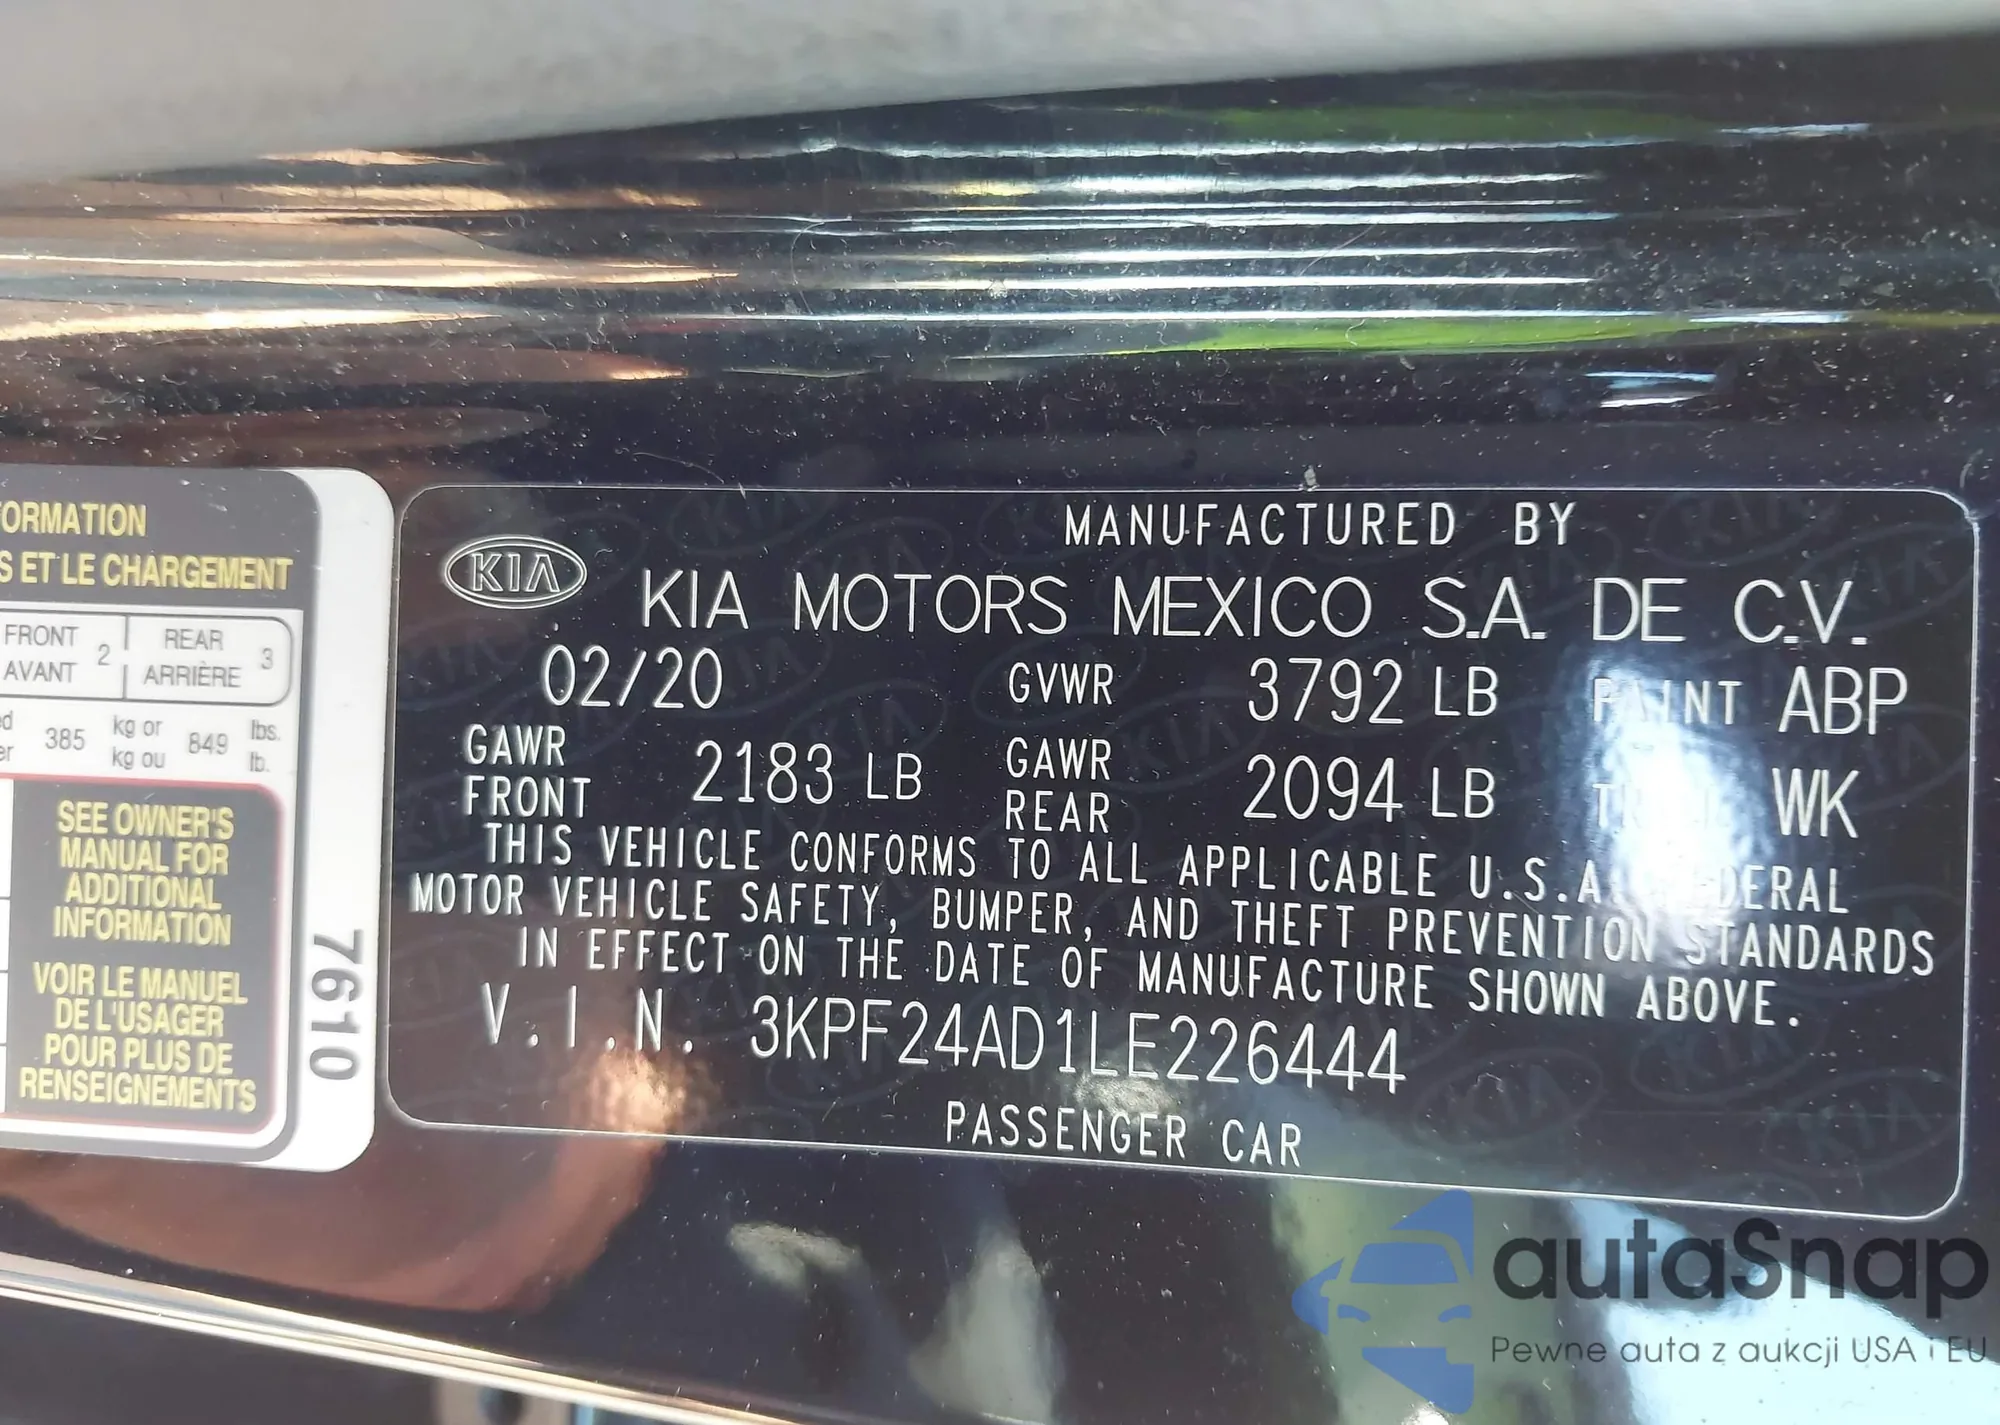 ORMATION
S ET LE CHARGEMENT
FRONT 2 REAR 3
AVANT ARRIÈRE
385 kg or 849 lbs.
kg ou lb.
SEE OWNER'S
MANUAL FOR
ADDITIONAL
INFORMATION
VOIR LE MANUEL
DE L'USAGER
POUR PLUS DE
RENSEIGNEMENTS
7610
MANUFACTURED BY
KIA KIA MOTORS MEXICO S.A. DE C.V.
02/20 GVWR 3792 LB PAINT ABP
GAWR FRONT 2183 LB GAWR REAR 2094 LB WK
THIS VEHICLE CONFORMS TO ALL APPLICABLE U.S.A. FEDERAL
MOTOR VEHICLE SAFETY, BUMPER, AND THEFT PREVENTION STANDARDS
IN EFFECT ON THE DATE OF MANUFACTURE SHOWN ABOVE.
V.I.N. 3KPF24AD1LE226444
PASSENGER CAR
autaSnap
Pewne auta z aukcji USA i EU